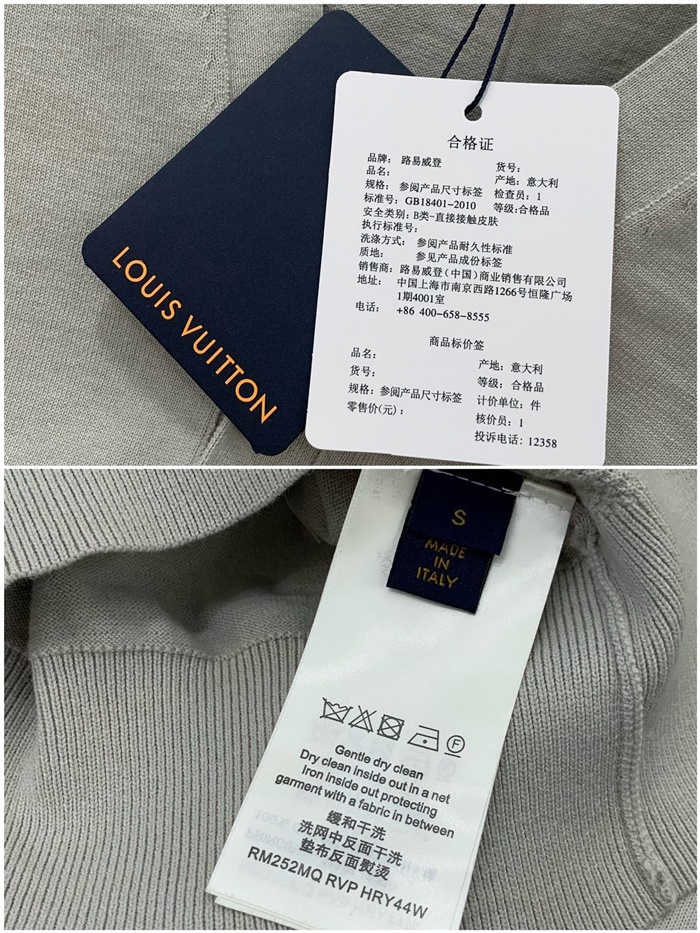 LOUIS VUITTON
合格证
品牌： 路易威登 货号：
品名： 产地：意大利
规格： 参阅产品尺寸标签 检查员：1
标准号：GB18401-2010 等级:合格品
安全类别：B类-直接接触皮肤
执行标准号：
洗涤方式： 参阅产品耐久性标准
质地： 参见产品成份标签
销售商：路易威登（中国）商业销售有限公司
地址： 中国上海市南京西路1266号恒隆广场
1期4001室
电话： +86 400-658-8555
商品标价签
品名： 产地：意大利
货号： 等级：合格品
规格：参阅产品尺寸标签 计价单位：件
零售价(元)： 核价员：1
投诉电话：12358
S
MADE
IN
ITALY
F
Gentle dry clean
Dry clean inside out in a net
Iron inside out protecting
garment with a fabric in between
缓和干洗
洗网中反面干洗
垫布反面熨烫
RM252MQ RVP HRY44W